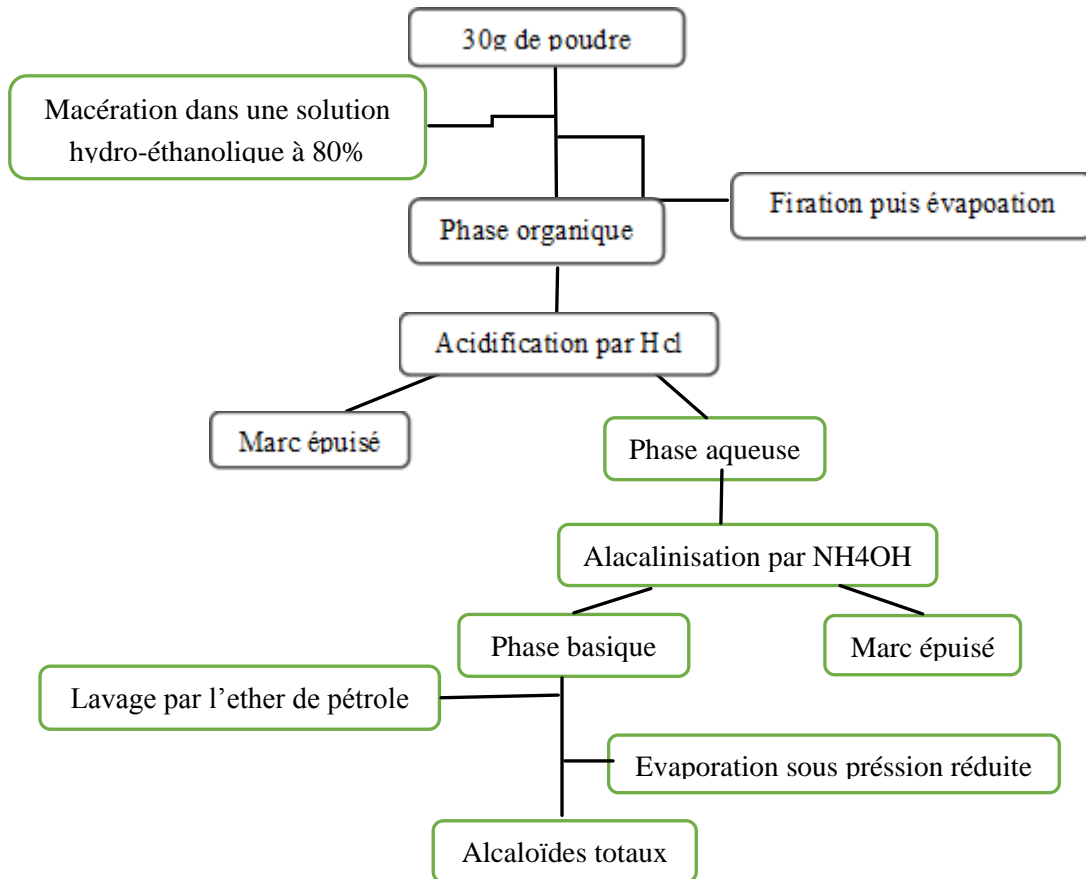 30g de poudre
Macération dans une solution
hydro-éthanolique à 80%
Firation puis évapoation
Phase organique
Acidification par Hcl
Marc épuisé
Phase aqueuse
Alacalinisation par NH4OH
Phase basique
Marc épuisé
Lavage par l’ether de pétrole
Evaporation sous préssion réduite
Alcaloïdes totaux